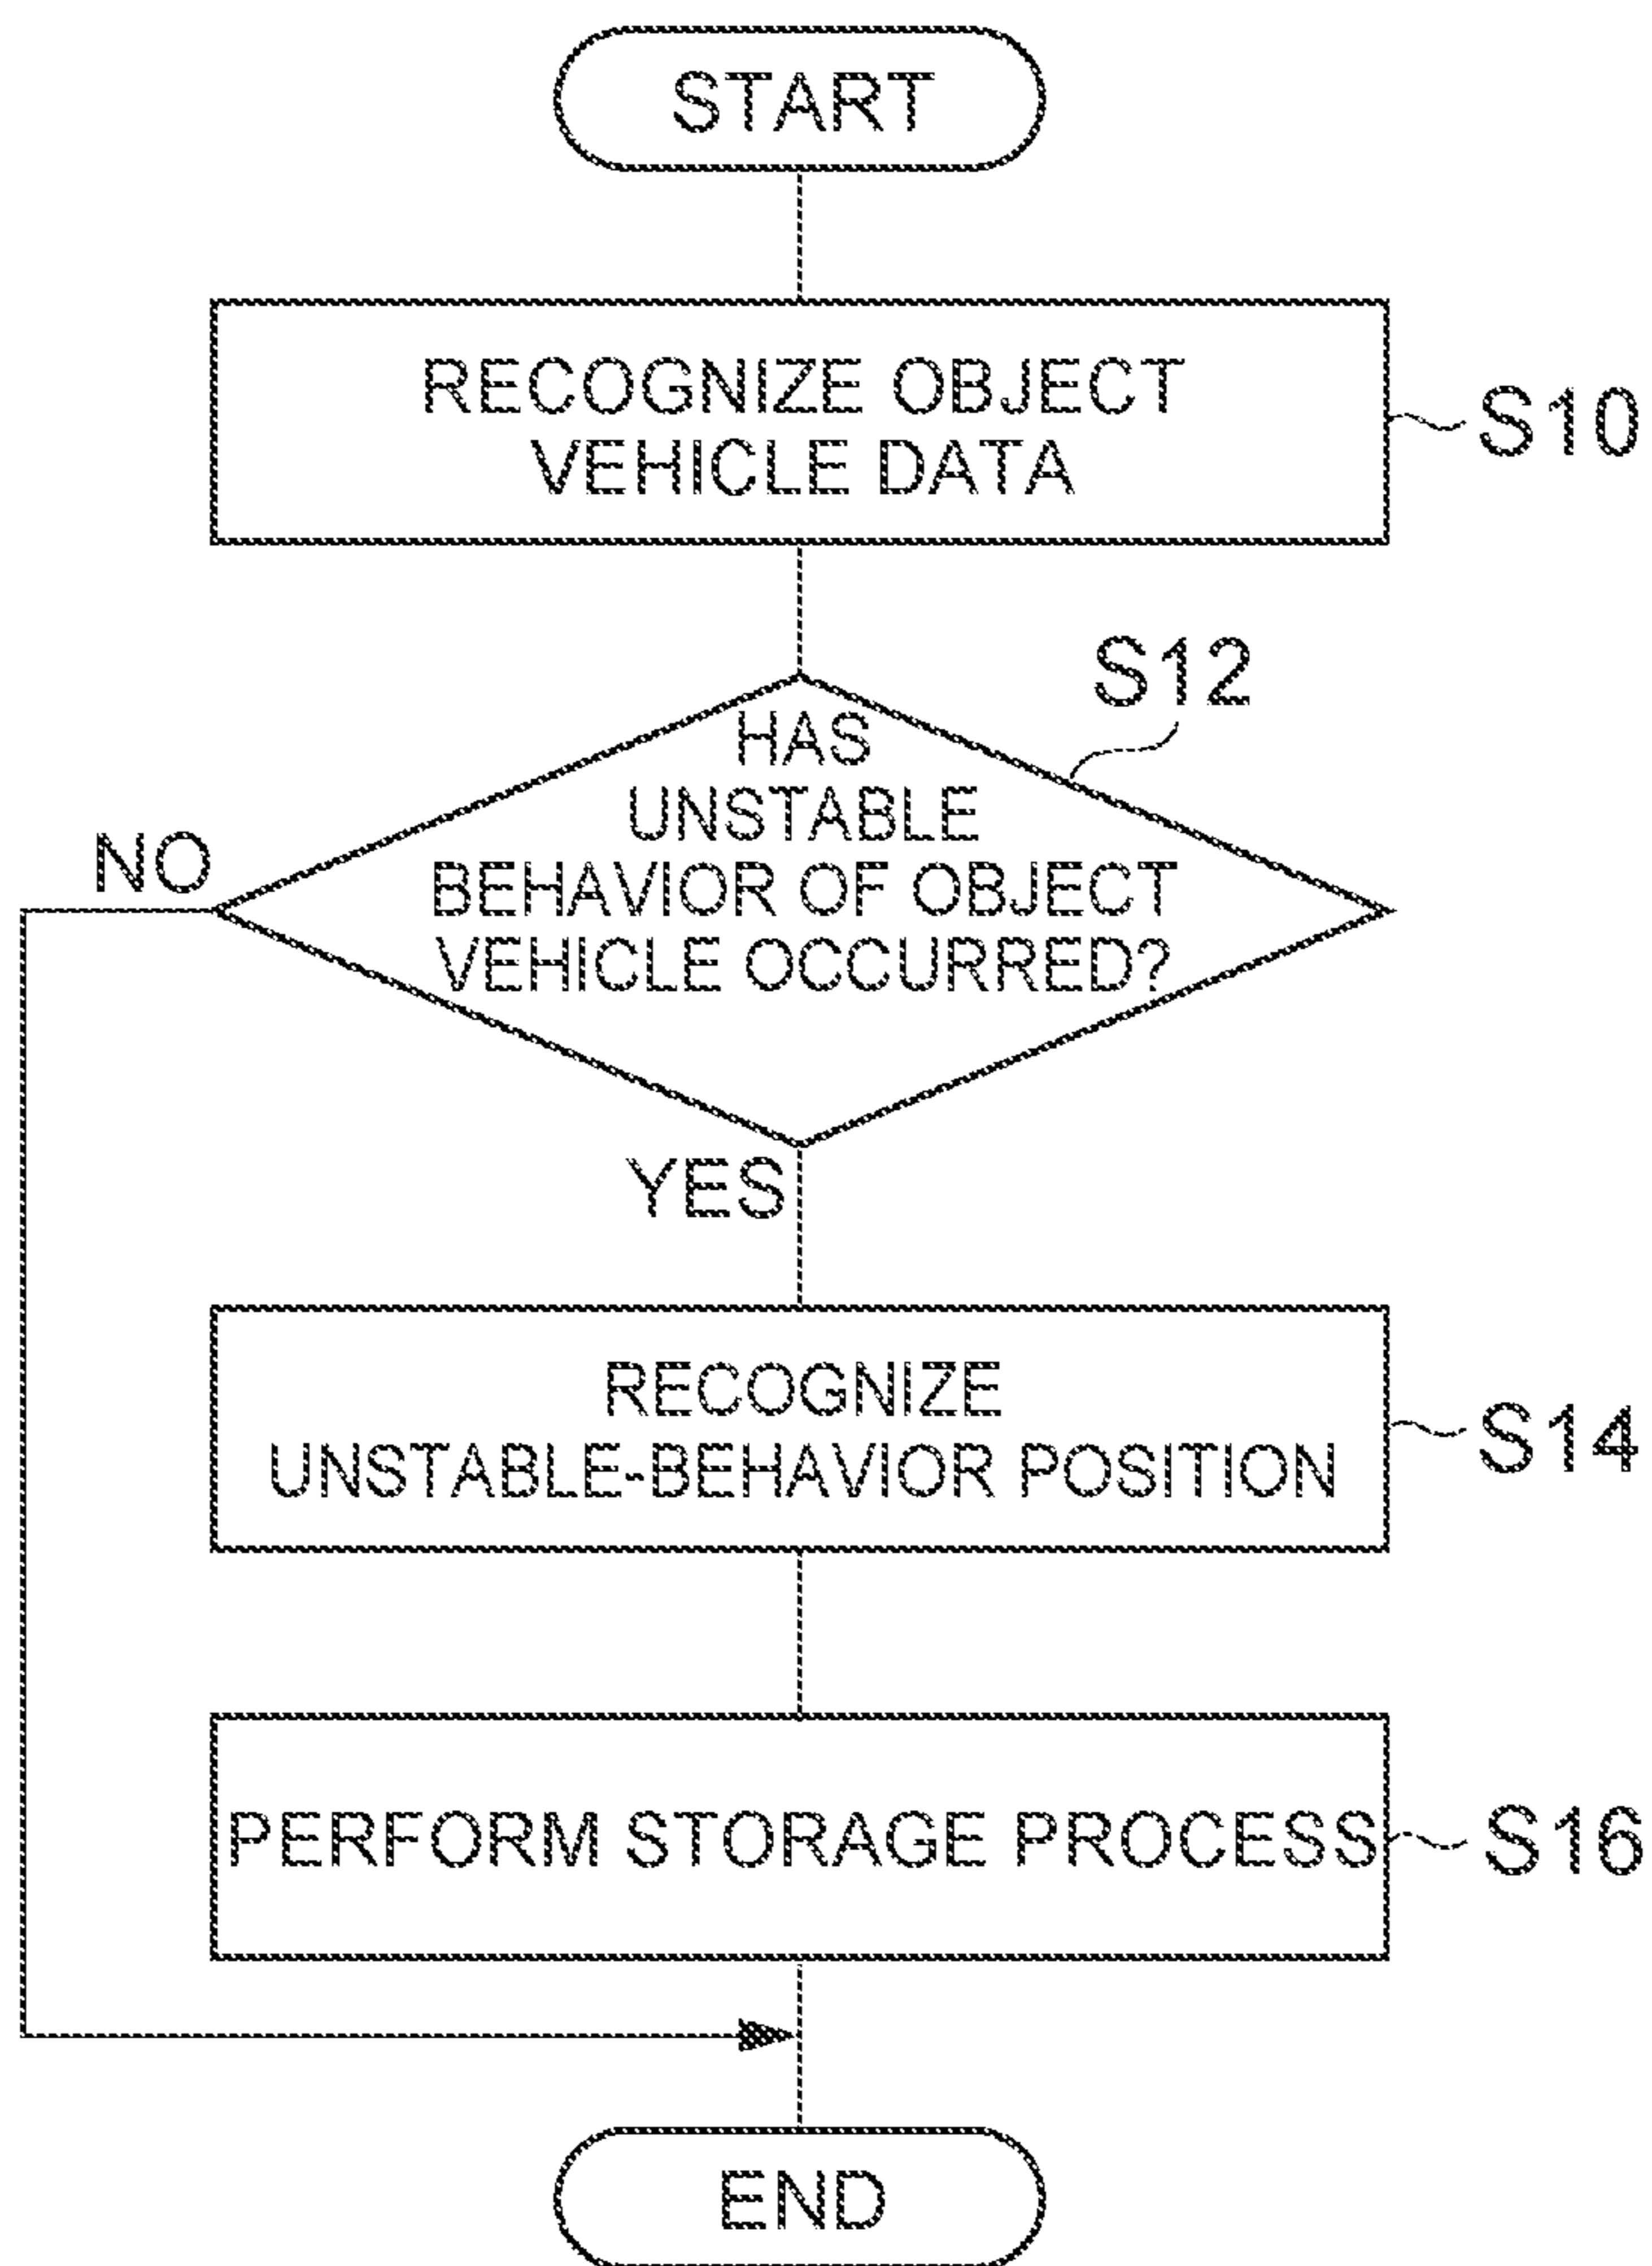 START
RECOGNIZE OBJECT
VEHICLE DATA
S10
S12
HAS
UNSTABLE
BEHAVIOR OF OBJECT
VEHICLE OCCURRED?
NO
YES
RECOGNIZE
UNSTABLE-BEHAVIOR POSITION
S14
PERFORM STORAGE PROCESS
S16
END